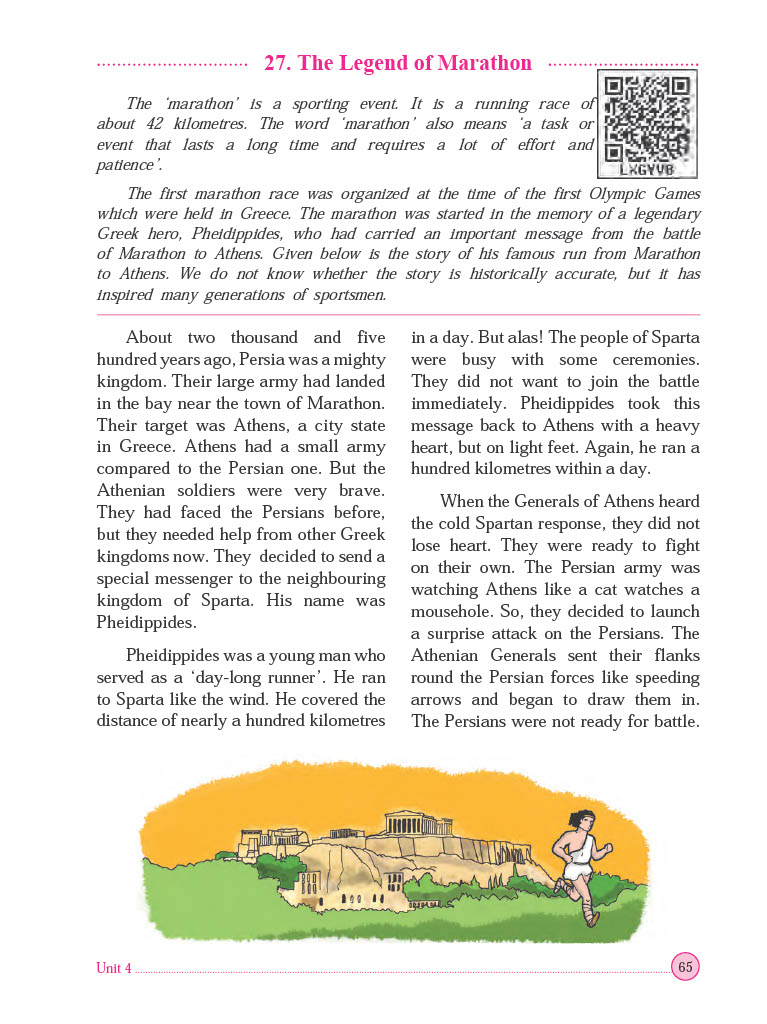 27. The Legend of Marathon
The ‘marathon’ is a sporting event. It is a running race of
about 42 kilometres. The word ‘marathon’ also means ‘a task or
event that lasts a long time and requires a lot of effort and
patience’.
LXGYVB
The first marathon race was organized at the time of the first Olympic Games
which were held in Greece. The marathon was started in the memory of a legendary
Greek hero, Pheidippides, who had carried an important message from the battle
of Marathon to Athens. Given below is the story of his famous run from Marathon
to Athens. We do not know whether the story is historically accurate, but it has
inspired many generations of sportsmen.
About two thousand and five
hundred years ago, Persia was a mighty
kingdom. Their large army had landed
in the bay near the town of Marathon.
Their target was Athens, a city state
in Greece. Athens had a small army
compared to the Persian one. But the
Athenian soldiers were very brave.
They had faced the Persians before,
but they needed help from other Greek
kingdoms now. They decided to send a
special messenger to the neighbouring
kingdom of Sparta. His name was
Pheidippides.
Pheidippides was a young man who
served as a ‘day-long runner’. He ran
to Sparta like the wind. He covered the
distance of nearly a hundred kilometres
in a day. But alas! The people of Sparta
were busy with some ceremonies.
They did not want to join the battle
immediately. Pheidippides took this
message back to Athens with a heavy
heart, but on light feet. Again, he ran a
hundred kilometres within a day.
When the Generals of Athens heard
the cold Spartan response, they did not
lose heart. They were ready to fight
on their own. The Persian army was
watching Athens like a cat watches a
mousehole. So, they decided to launch
a surprise attack on the Persians. The
Athenian Generals sent their flanks
round the Persian forces like speeding
arrows and began to draw them in.
The Persians were not ready for battle.
Unit 4
65